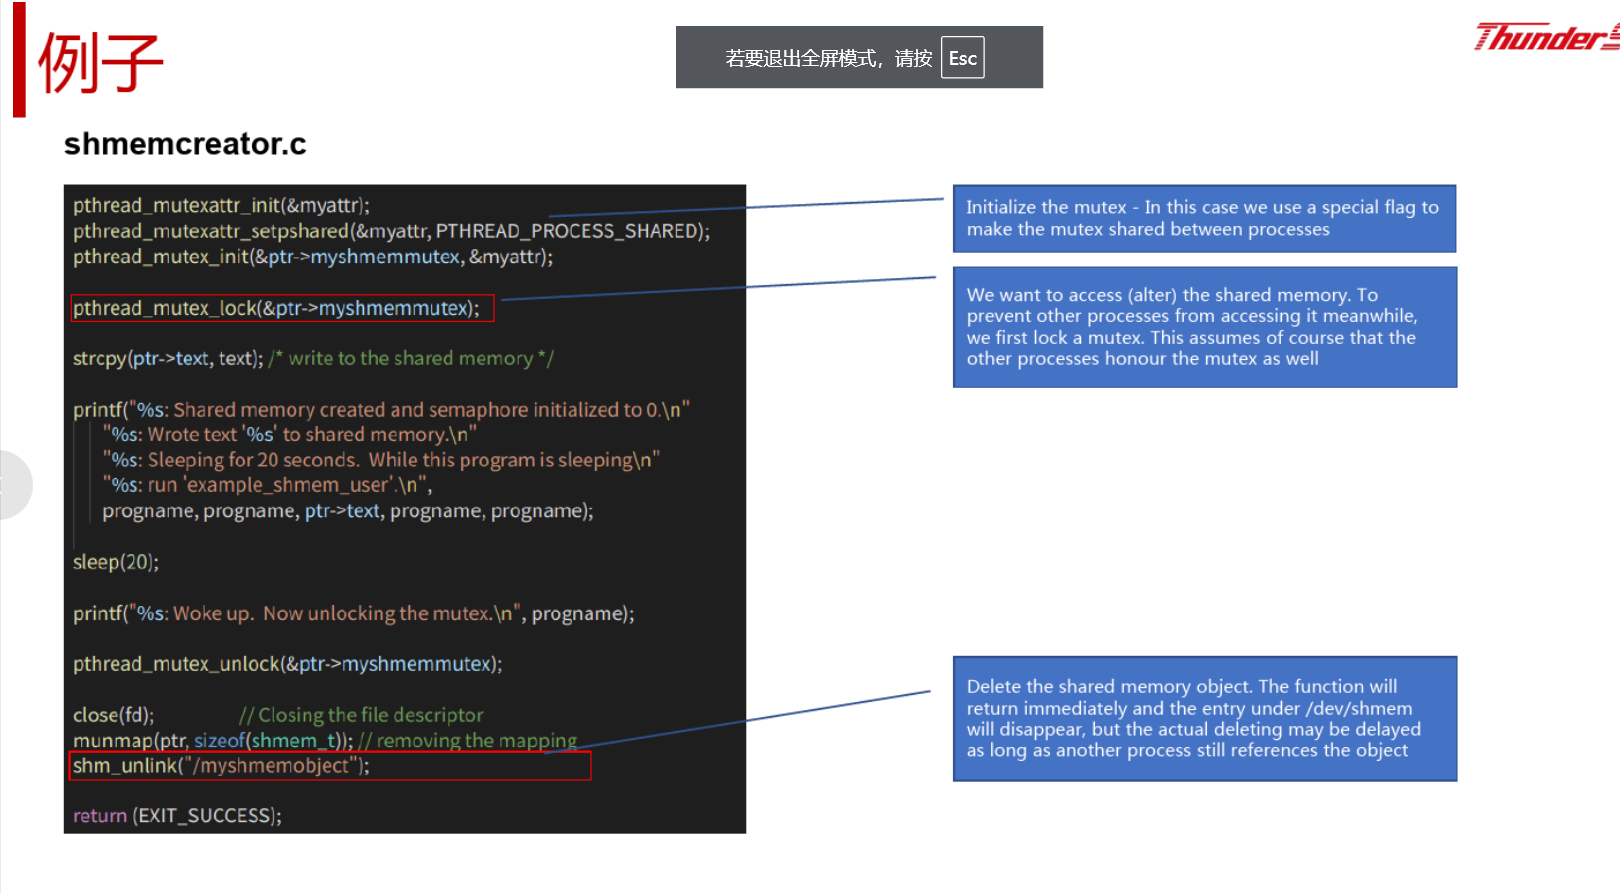 例子
若要退出全屏模式，请按 Esc
shmemcreator.c
pthread_mutexattr_init(&myattr);
pthread_mutexattr_setpshared(&myattr, PTHREAD_PROCESS_SHARED);
pthread_mutex_init(&ptr->myshmemmutex, &myattr);
pthread_mutex_lock(&ptr->myshmemmutex);
strcpy(ptr->text, text); /* write to the shared memory */
printf("%s: Shared memory created and semaphore initialized to 0.\n"
"%s: Wrote text '%s' to shared memory.\n"
"%s: Sleeping for 20 seconds.  While this program is sleeping\n"
"%s: run 'example_shmem_user'.\n",
progname, progname, ptr->text, progname, progname);
sleep(20);
printf("%s: Woke up.  Now unlocking the mutex.\n", progname);
pthread_mutex_unlock(&ptr->myshmemmutex);
close(fd); // Closing the file descriptor
munmap(ptr, sizeof(shmem_t)); // removing the mapping
shm_unlink("/myshmemobject");
return (EXIT_SUCCESS);
Initialize the mutex - In this case we use a special flag to
make the mutex shared between processes
We want to access (alter) the shared memory. To
prevent other processes from accessing it meanwhile,
we first lock a mutex. This assumes of course that the
other processes honour the mutex as well
Delete the shared memory object. The function will
return immediately and the entry under /dev/shmem
will disappear, but the actual deleting may be delayed
as long as another process still references the object